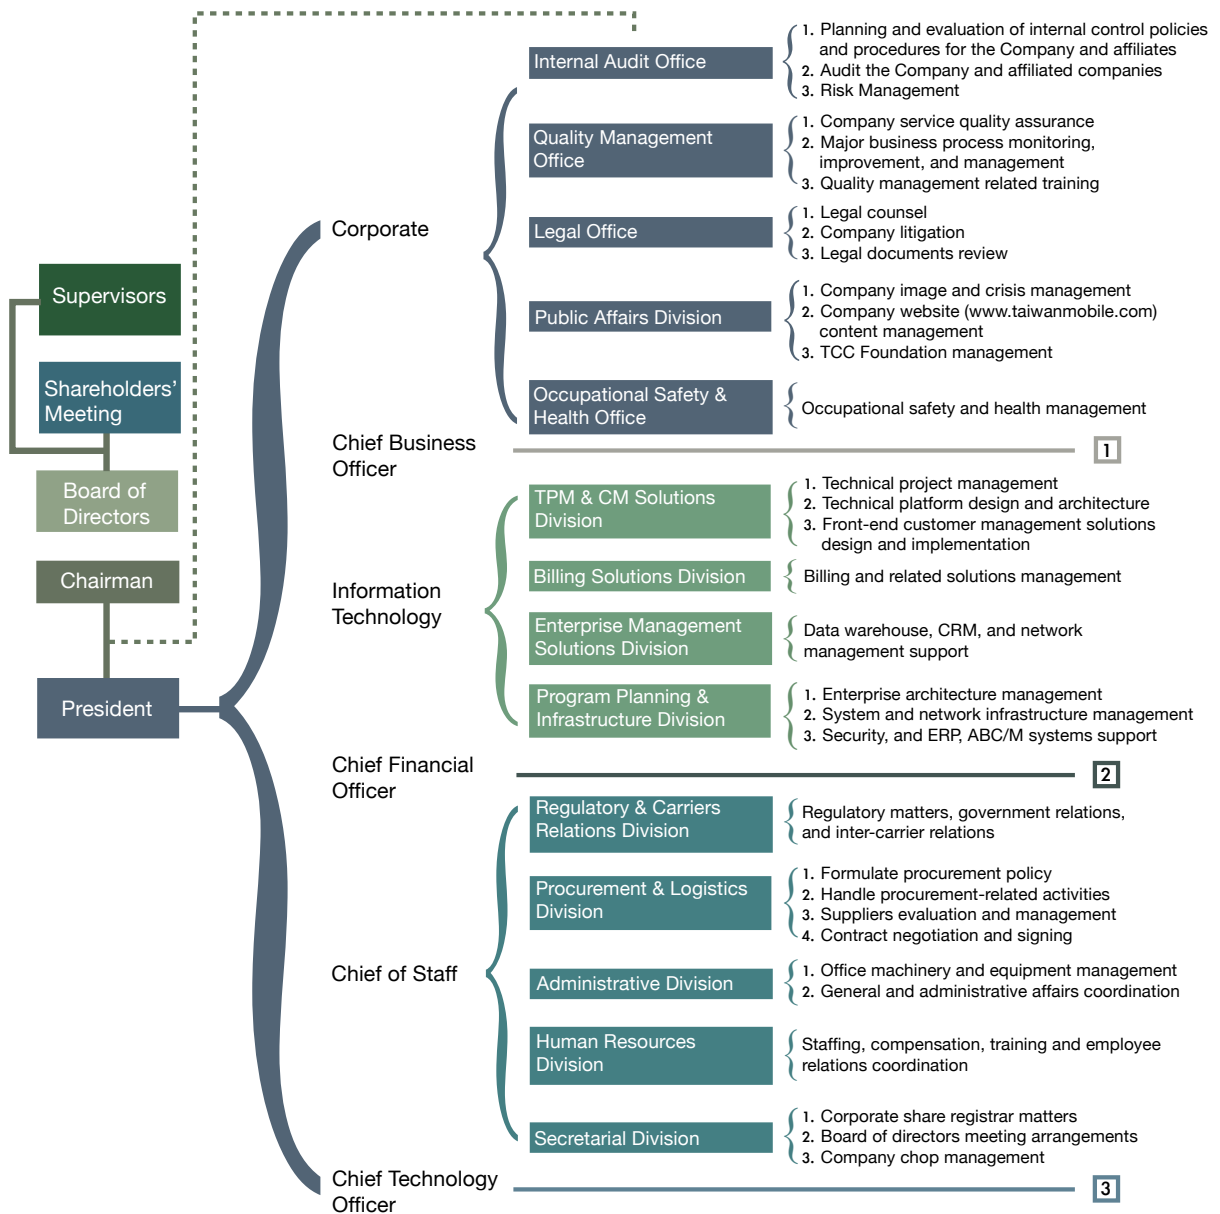 Supervisors
Shareholders'
Meeting
Board of
Directors
Chairman
President
Corporate
Internal Audit Office
1. Planning and evaluation of internal control policies
and procedures for the Company and affiliates
2. Audit the Company and affiliated companies
3. Risk Management
Quality Management
Office
1. Company service quality assurance
2. Major business process monitoring,
improvement, and management
3. Quality management related training
Legal Office
1. Legal counsel
2. Company litigation
3. Legal documents review
Public Affairs Division
1. Company image and crisis management
2. Company website (www.taiwanmobile.com)
content management
3. TCC Foundation management
Occupational Safety &
Health Office
Occupational safety and health management
Chief Business
Officer
1
Information
Technology
TPM & CM Solutions
Division
1. Technical project management
2. Technical platform design and architecture
3. Front-end customer management solutions
design and implementation
Billing Solutions Division
Billing and related solutions management
Enterprise Management
Solutions Division
Data warehouse, CRM, and network
management support
Program Planning &
Infrastructure Division
1. Enterprise architecture management
2. System and network infrastructure management
3. Security, and ERP, ABC/M systems support
Chief Financial
Officer
2
Chief of Staff
Regulatory & Carriers
Relations Division
Regulatory matters, government relations,
and inter-carrier relations
Procurement & Logistics
Division
1. Formulate procurement policy
2. Handle procurement-related activities
3. Suppliers evaluation and management
4. Contract negotiation and signing
Administrative Division
1. Office machinery and equipment management
2. General and administrative affairs coordination
Human Resources
Division
Staffing, compensation, training and employee
relations coordination
Secretarial Division
1. Corporate share registrar matters
2. Board of directors meeting arrangements
3. Company chop management
Chief Technology
Officer
3